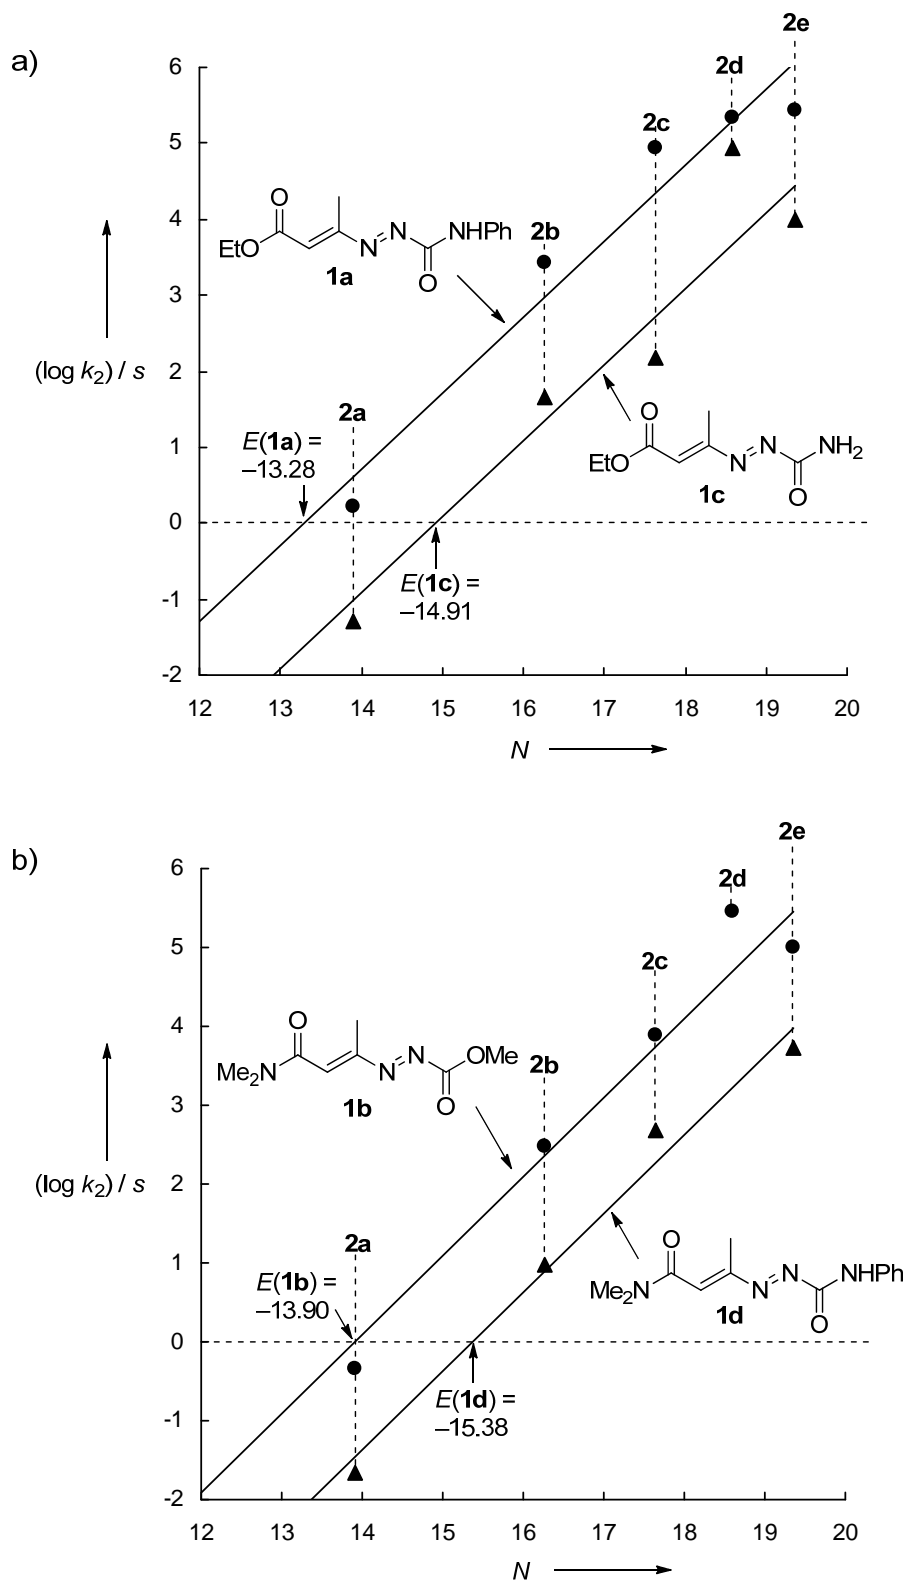 a)
2e
2d
6
5
2c
4
O
EtO
N
N
NHPh
O
1a
2b
3
(log k₂) / s
2
2a
1
E(1a) =
–13.28
O
EtO
N
N
NH₂
O
1c
0
E(1c) =
–14.91
-1
-2
12
13
14
15
16
17
18
19
20
N
b)
2e
6
2d
5
2c
4
O
Me₂N
N
N
OMe
O
1b
2b
3
(log k₂) / s
2
2a
1
E(1b) =
–13.90
O
Me₂N
N
N
NHPh
O
1d
0
E(1d) =
–15.38
-1
-2
12
13
14
15
16
17
18
19
20
N